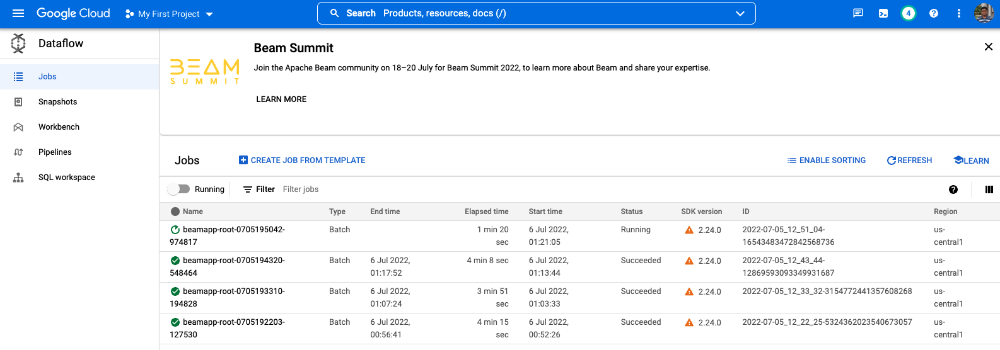 Google Cloud
My First Project
Search Products, resources, docs (/)
4
Dataflow
Jobs
Snapshots
Workbench
Pipelines
SQL workspace
BEAM
SUMMIT
Beam Summit
Join the Apache Beam community on 18–20 July for Beam Summit 2022, to learn more about Beam and share your expertise.
LEARN MORE
Jobs
CREATE JOB FROM TEMPLATE
ENABLE SORTING
REFRESH
LEARN
Running
Filter Filter jobs
Name Type End time Elapsed time Start time Status SDK version ID Region
beamapp-root-0705195042- Batch 1 min 20 6 Jul 2022, Running 2.24.0 2022-07-05_12_51_04- us-
974817 sec 01:21:05 16543483472842568736 central1
beamapp-root-0705194320- Batch 6 Jul 2022, 4 min 8 sec 6 Jul 2022, Succeeded 2.24.0 2022-07-05_12_43_44- us-
548464 01:17:52 01:13:44 12869593093349931687 central1
beamapp-root-0705193310- Batch 6 Jul 2022, 3 min 51 6 Jul 2022, Succeeded 2.24.0 2022-07-05_12_33_32-3154772441357608268 us-
194828 01:07:24 sec 01:03:33 central1
beamapp-root-0705192203- Batch 6 Jul 2022, 4 min 15 6 Jul 2022, Succeeded 2.24.0 2022-07-05_12_22_25-5324362023540673057 us-
127530 00:56:41 sec 00:52:26 central1